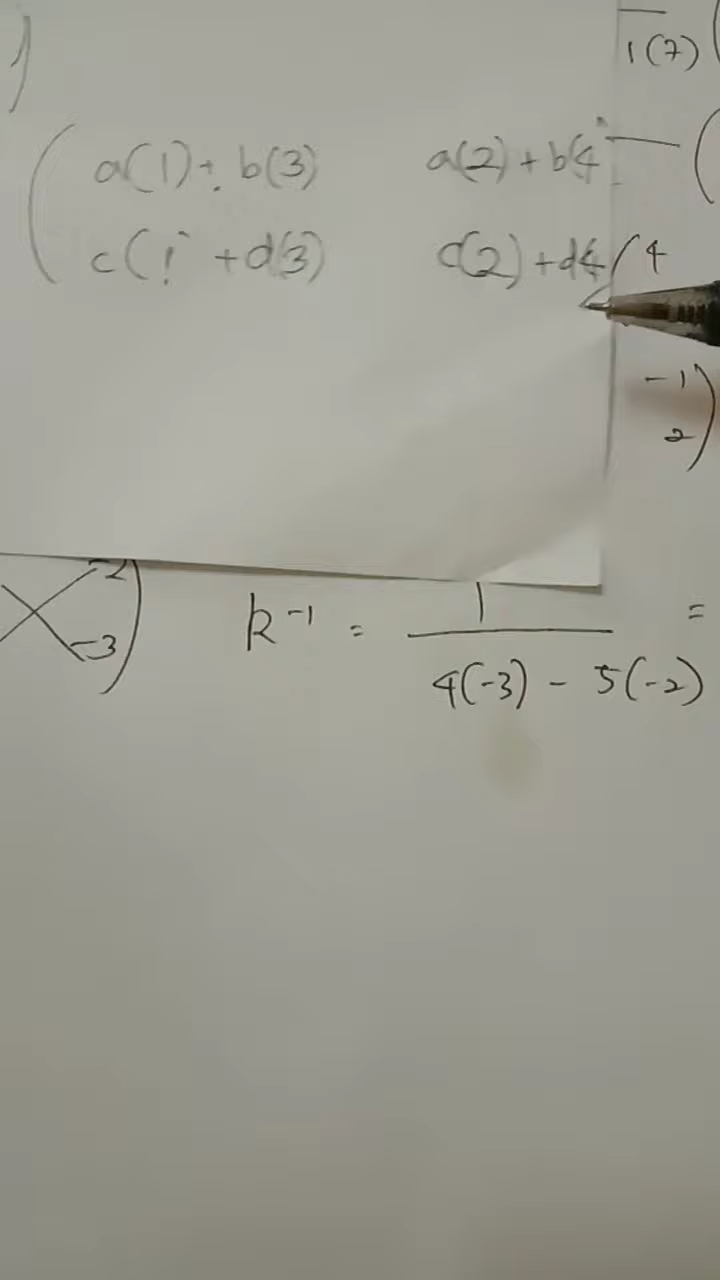 1(7)
( a(1) + b(3) a(2) + b(4
c(1 + d(3) c(2) + d4 ( 4
-1 )
2
-2 )
-3
k⁻¹ = 1 =
4(-3) - 5(-2)